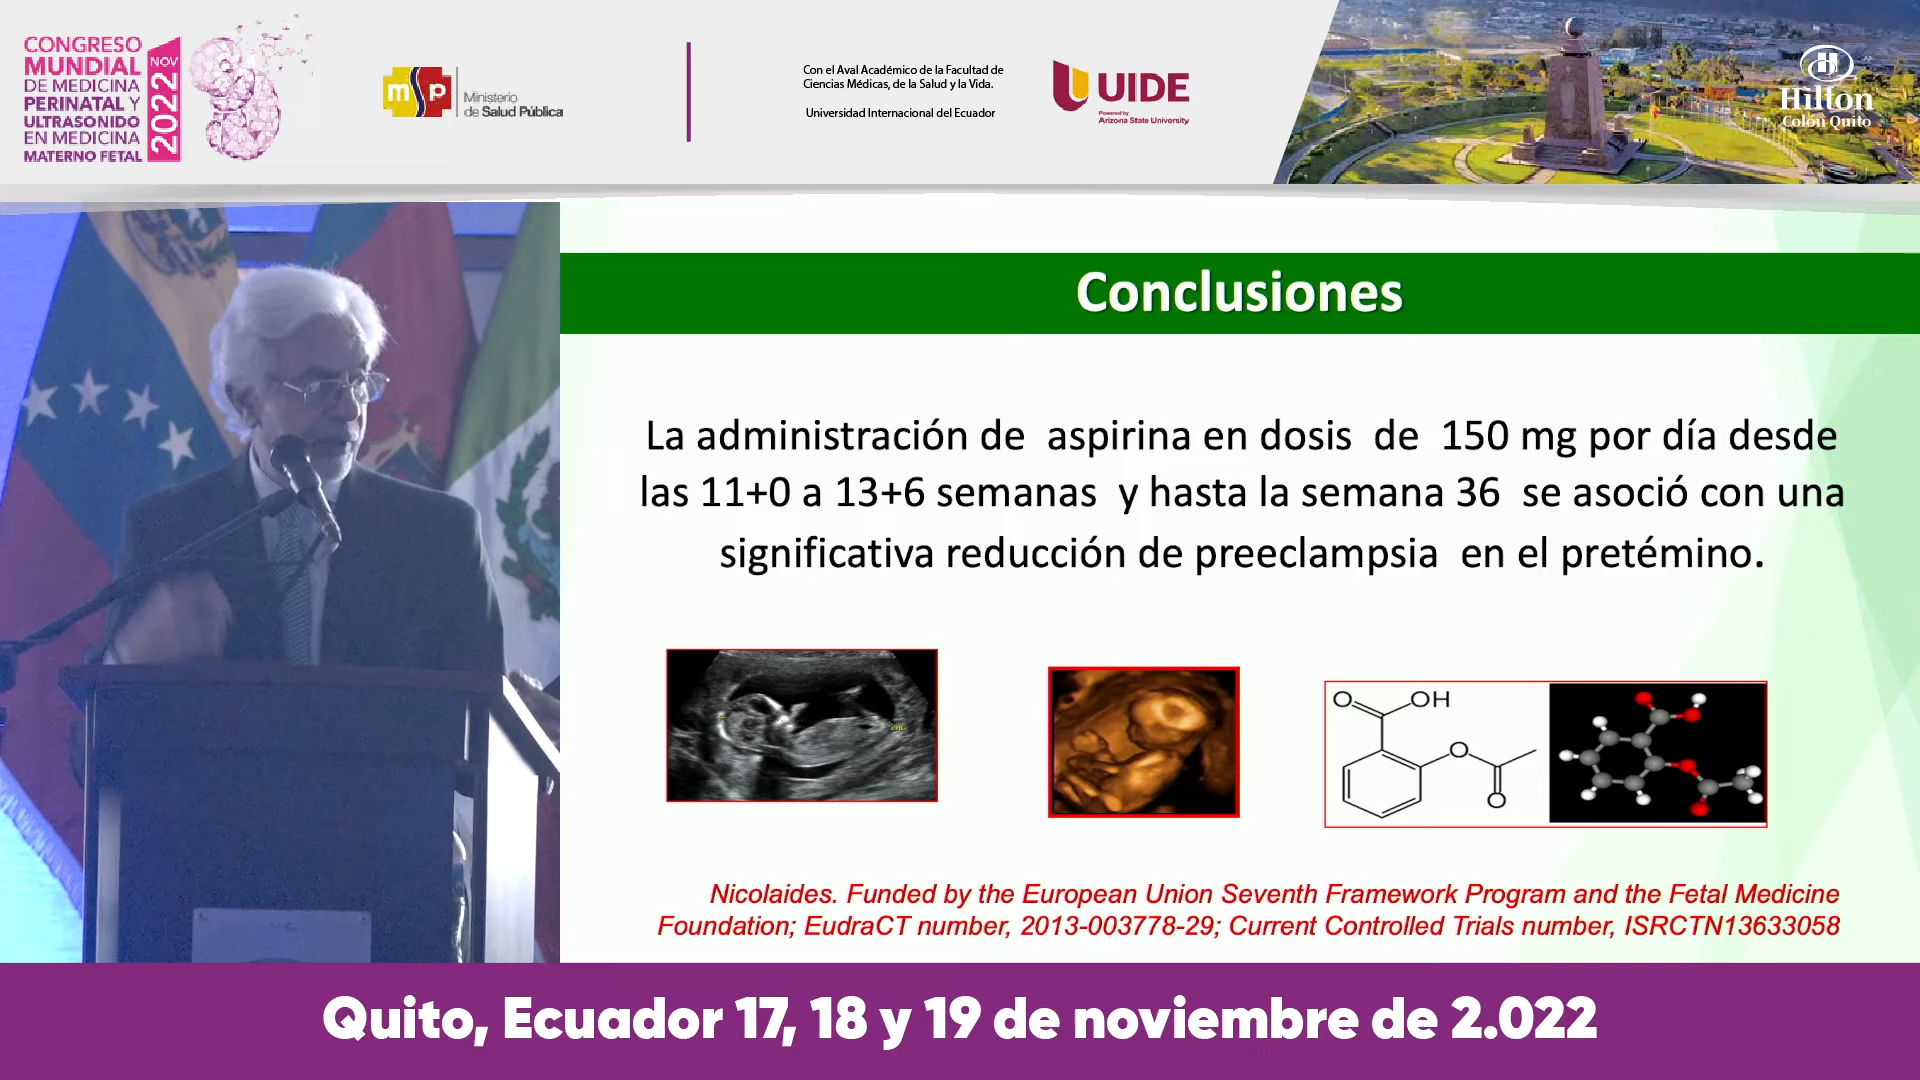 CONGRESO
MUNDIAL
DE MEDICINA
PERINATAL Y
ULTRASONIDO
EN MEDICINA
MATERNO FETAL
NOV
2022
msp
Ministerio
de Salud Pública
Con el Aval Académico de la Facultad de
Ciencias Médicas, de la Salud y la Vida.
Universidad Internacional del Ecuador
UIDE
Powered by
Arizona State University
H
Hilton
Colón Quito
Conclusiones
La administración de aspirina en dosis de 150 mg por día desde
las 11+0 a 13+6 semanas y hasta la semana 36 se asoció con una
significativa reducción de preeclampsia en el pretémino.
O
OH
O
O
Nicolaides. Funded by the European Union Seventh Framework Program and the Fetal Medicine
Foundation; EudraCT number, 2013-003778-29; Current Controlled Trials number, ISRCTN13633058
Quito, Ecuador 17, 18 y 19 de noviembre de 2.022